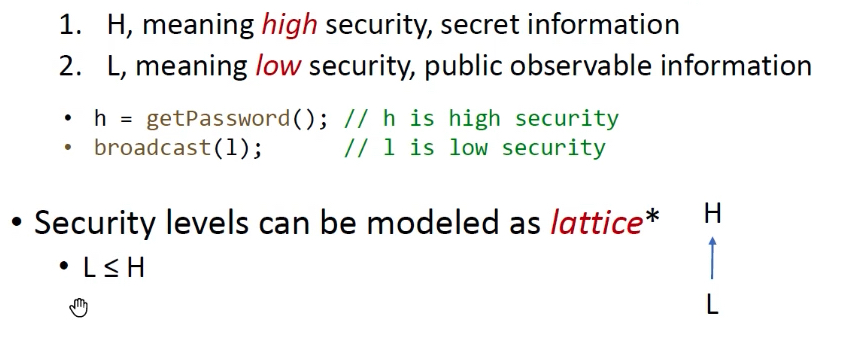 1. H, meaning high security, secret information
2. L, meaning low security, public observable information
• h = getPassword(); // h is high security
• broadcast(l); // l is low security
• Security levels can be modeled as lattice*
• L ≤ H
H
L